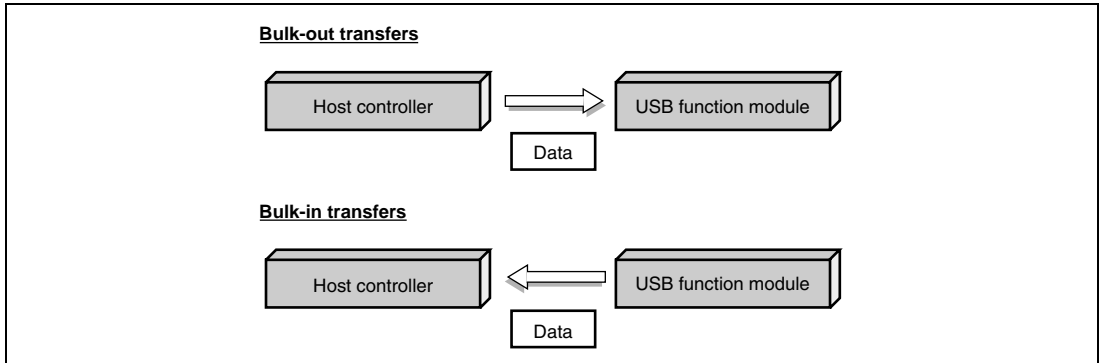 Bulk-out transfers
Host controller
USB function module
Data
Bulk-in transfers
Host controller
USB function module
Data